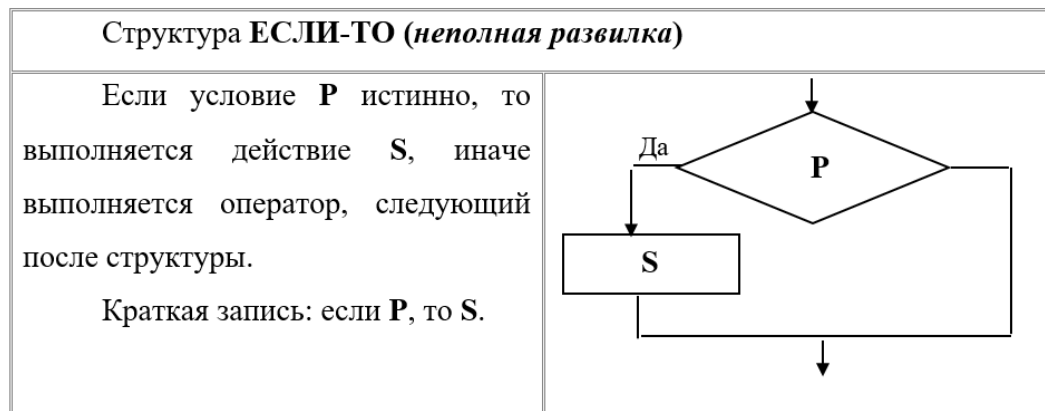 Структура ЕСЛИ-ТО (неполная развилка)
Если условие P истинно, то
выполняется действие S, иначе
выполняется оператор, следующий
после структуры.
Краткая запись: если P, то S.
Да
P
S